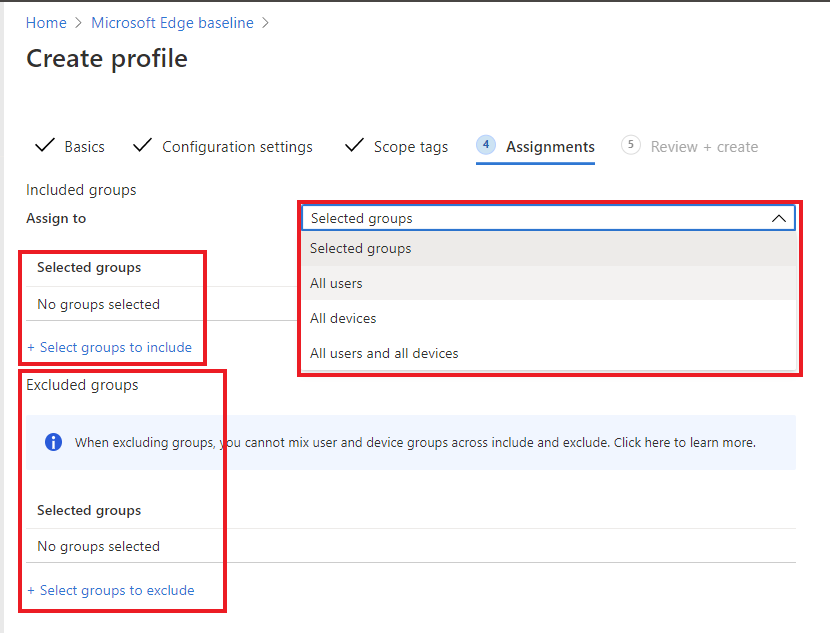 Home > Microsoft Edge baseline >
Create profile
Basics Configuration settings Scope tags 4 Assignments 5 Review + create
Included groups
Assign to
Selected groups
Selected groups
All users
All devices
All users and all devices
Selected groups
No groups selected
+ Select groups to include
Excluded groups
When excluding groups, you cannot mix user and device groups across include and exclude. Click here to learn more.
Selected groups
No groups selected
+ Select groups to exclude